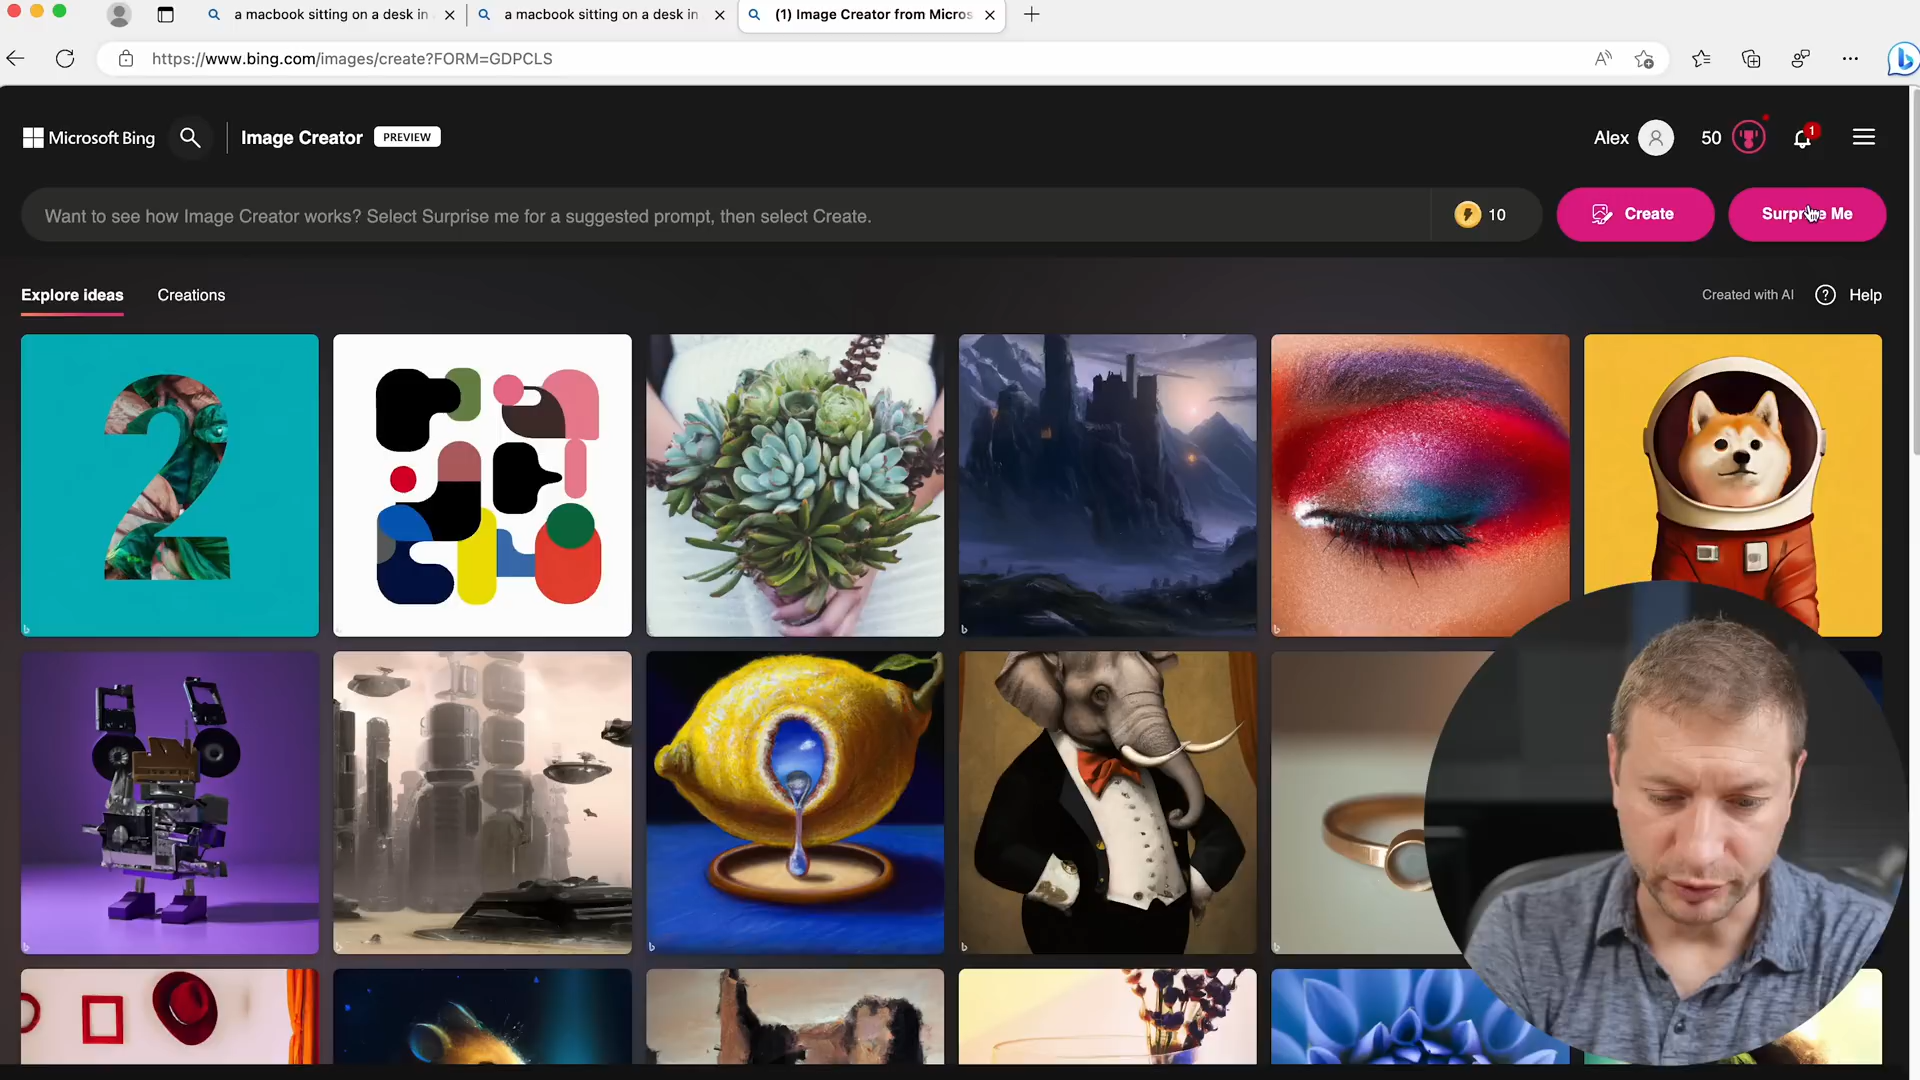 a macbook sitting on a desk in
a macbook sitting on a desk in
(1) Image Creator from Micros
https://www.bing.com/images/create?FORM=GDPCLS
Microsoft Bing
Image Creator
PREVIEW
Alex
50
1
Want to see how Image Creator works? Select Surprise me for a suggested prompt, then select Create.
10
Create
Surprise Me
Explore ideas
Creations
Created with AI
? Help
2